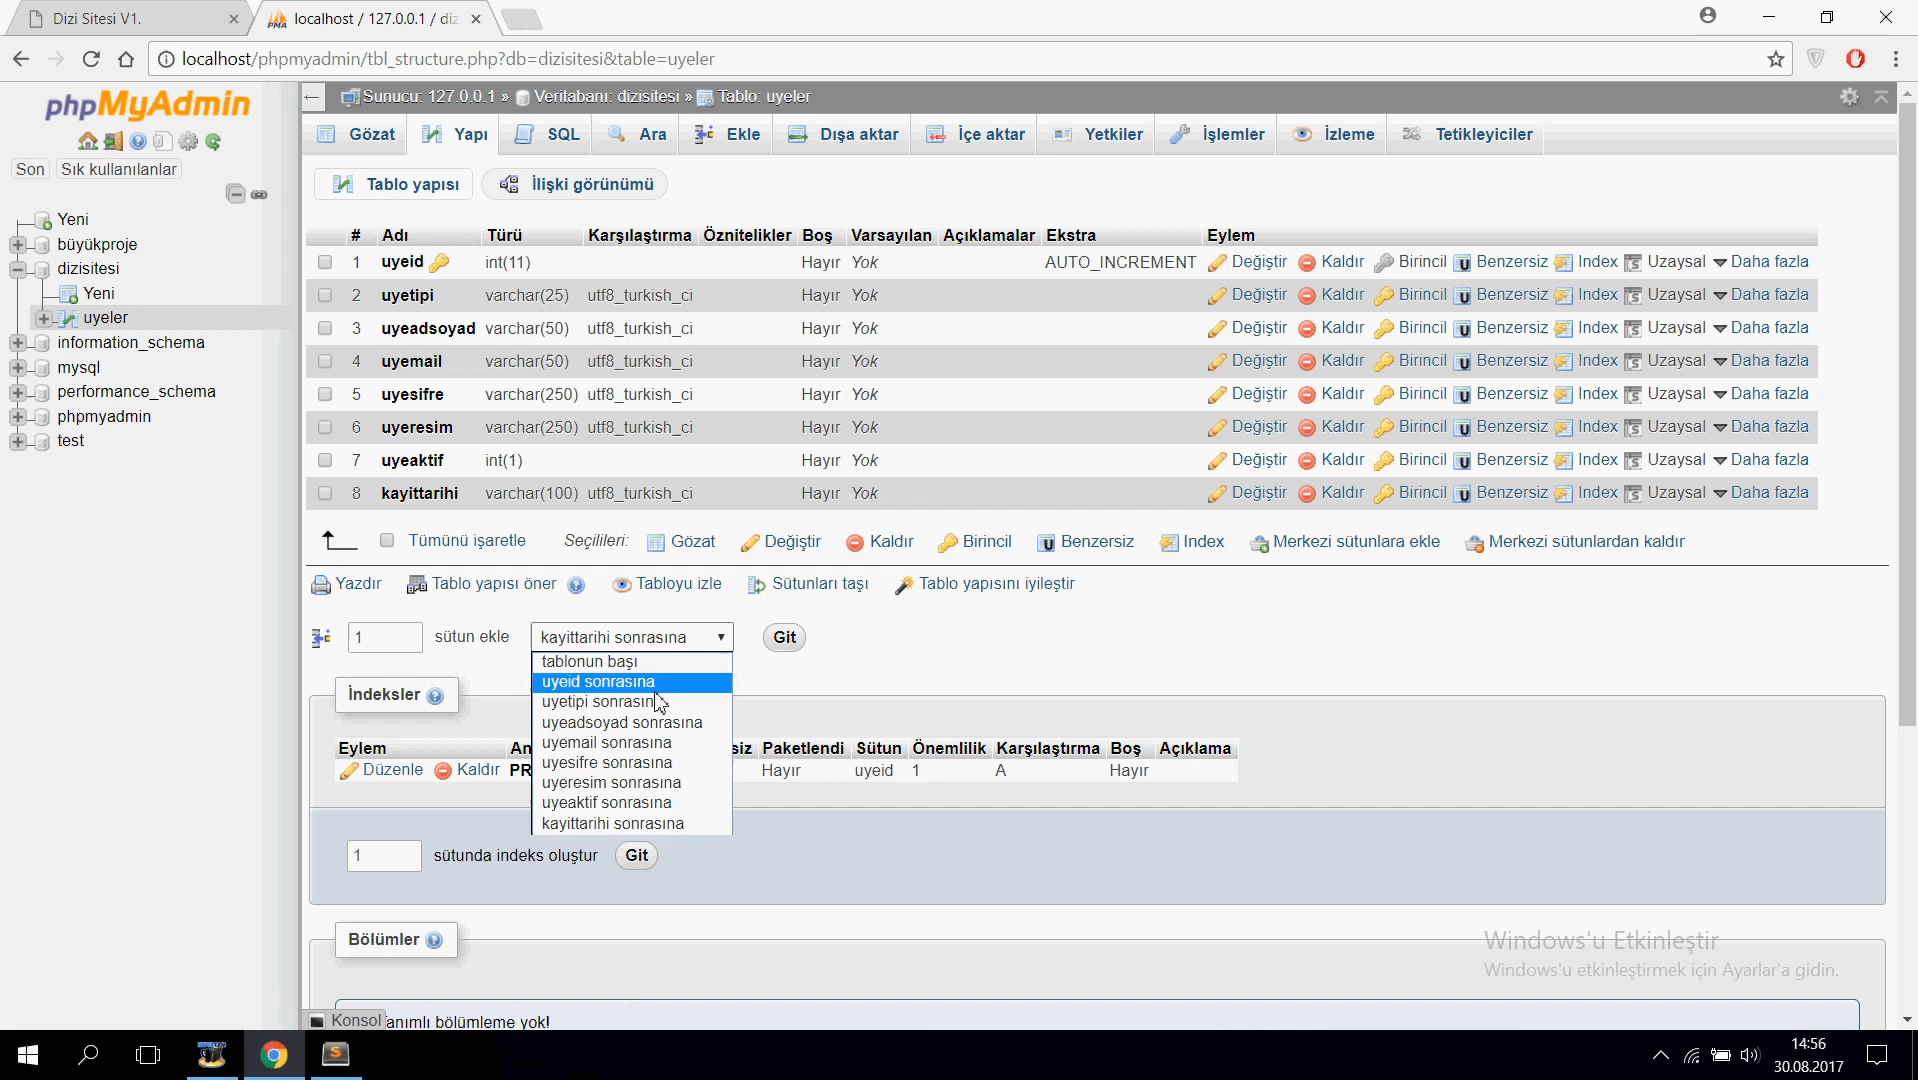 Dizi Sitesi V1.
localhost / 127.0.0.1 / diz
localhost/phpmyadmin/tbl_structure.php?db=dizisitesi&table=uyeler
phpMyAdmin
Son Sık kullanılanlar
Yeni
büyükproje
dizisitesi
Yeni
uyeler
information_schema
mysql
performance_schema
phpmyadmin
test
Sunucu: 127.0.0.1 » Veritabanı: dizisitesi » Tablo: uyeler
Gözat Yapı SQL Ara Ekle Dışa aktar İçe aktar Yetkiler İşlemler İzleme Tetikleyiciler
Tablo yapısı İlişki görünümü
# Adı Türü Karşılaştırma Öznitelikler Boş Varsayılan Açıklamalar Ekstra Eylem
1 uyeid int(11) Hayır Yok AUTO_INCREMENT Değiştir Kaldır Birincil Benzersiz Index Uzaysal Daha fazla
2 uyetipi varchar(25) utf8_turkish_ci Hayır Yok Değiştir Kaldır Birincil Benzersiz Index Uzaysal Daha fazla
3 uyeadsoyad varchar(50) utf8_turkish_ci Hayır Yok Değiştir Kaldır Birincil Benzersiz Index Uzaysal Daha fazla
4 uyemail varchar(50) utf8_turkish_ci Hayır Yok Değiştir Kaldır Birincil Benzersiz Index Uzaysal Daha fazla
5 uyesifre varchar(250) utf8_turkish_ci Hayır Yok Değiştir Kaldır Birincil Benzersiz Index Uzaysal Daha fazla
6 uyeresim varchar(250) utf8_turkish_ci Hayır Yok Değiştir Kaldır Birincil Benzersiz Index Uzaysal Daha fazla
7 uyeaktif int(1) Hayır Yok Değiştir Kaldır Birincil Benzersiz Index Uzaysal Daha fazla
8 kayittarihi varchar(100) utf8_turkish_ci Hayır Yok Değiştir Kaldır Birincil Benzersiz Index Uzaysal Daha fazla
Tümünü işaretle Seçilileri: Gözat Değiştir Kaldır Birincil Benzersiz Index Merkezi sütunlara ekle Merkezi sütunlardan kaldır
Yazdır Tablo yapısı öner Tabloyu izle Sütunları taşı Tablo yapısını iyileştir
1 sütun ekle kayittarihi sonrasına Git
tablonun başı
uyeid sonrasına
uyetipi sonrasın
uyeadsoyad sonrasına
uyemail sonrasına
uyesifre sonrasına
uyeresim sonrasına
uyeaktif sonrasına
kayittarihi sonrasına
İndeksler
Eylem An siz Paketlendi Sütun Önemlilik Karşılaştırma Boş Açıklama
Düzenle Kaldır PR Hayır uyeid 1 A Hayır
1 sütunda indeks oluştur Git
Bölümler
Windows'u Etkinleştir
Windows'u etkinleştirmek için Ayarlar'a gidin.
Konsol anımlı bölümleme yok!
14:56
30.08.2017